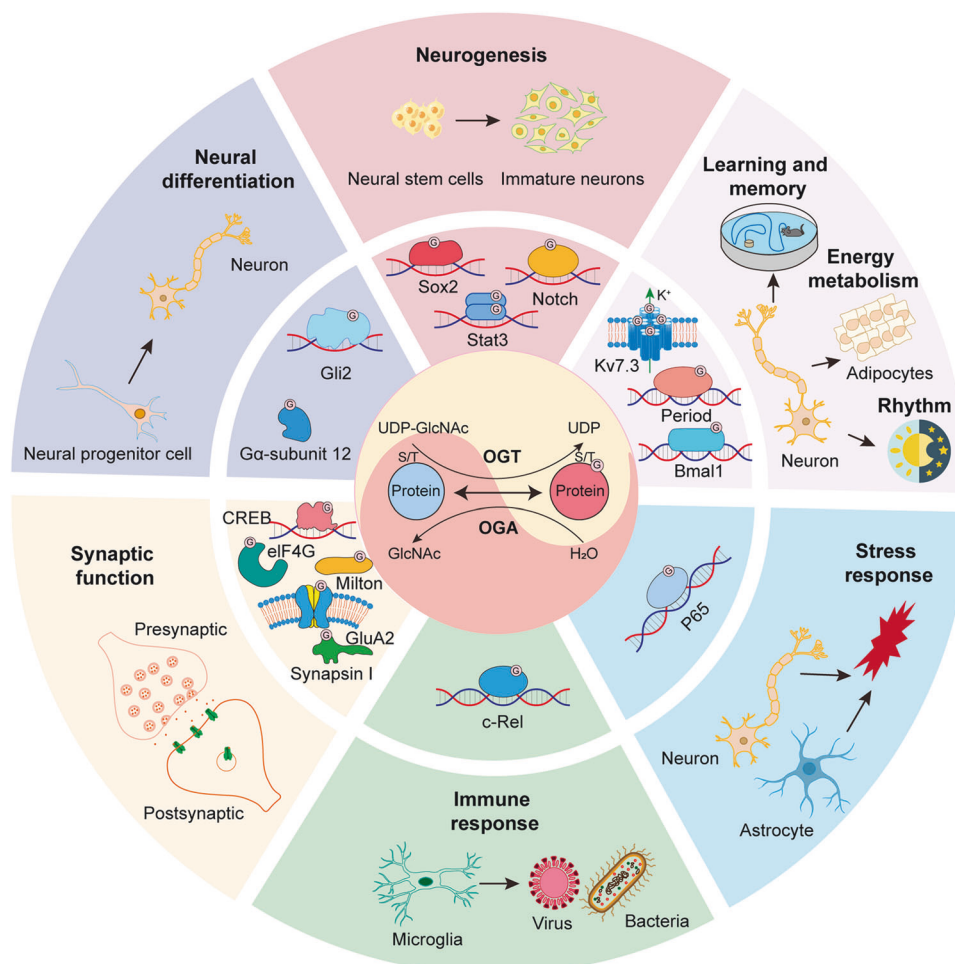 Neurogenesis
Neural stem cells
Immature neurons
Neural
differentiation
Neuron
Neural progenitor cell
Learning and
memory
Energy
metabolism
Adipocytes
Rhythm
Neuron
G
Sox2
G
Notch
G
Stat3
G
Gli2
G
Gα-subunit 12
K⁺
G
G G
G
Kv7.3
G
Period
G
Bmal1
UDP-GlcNAc
UDP
OGT
S/T
S/T
G
Protein
Protein
OGA
GlcNAc
H₂O
G
CREB
G
eIF4G
G
Milton
G
GluA2
G
Synapsin I
Synaptic
function
Presynaptic
Postsynaptic
G
P65
Stress
response
Neuron
Astrocyte
G
c-Rel
Immune
response
Microglia
Virus
Bacteria